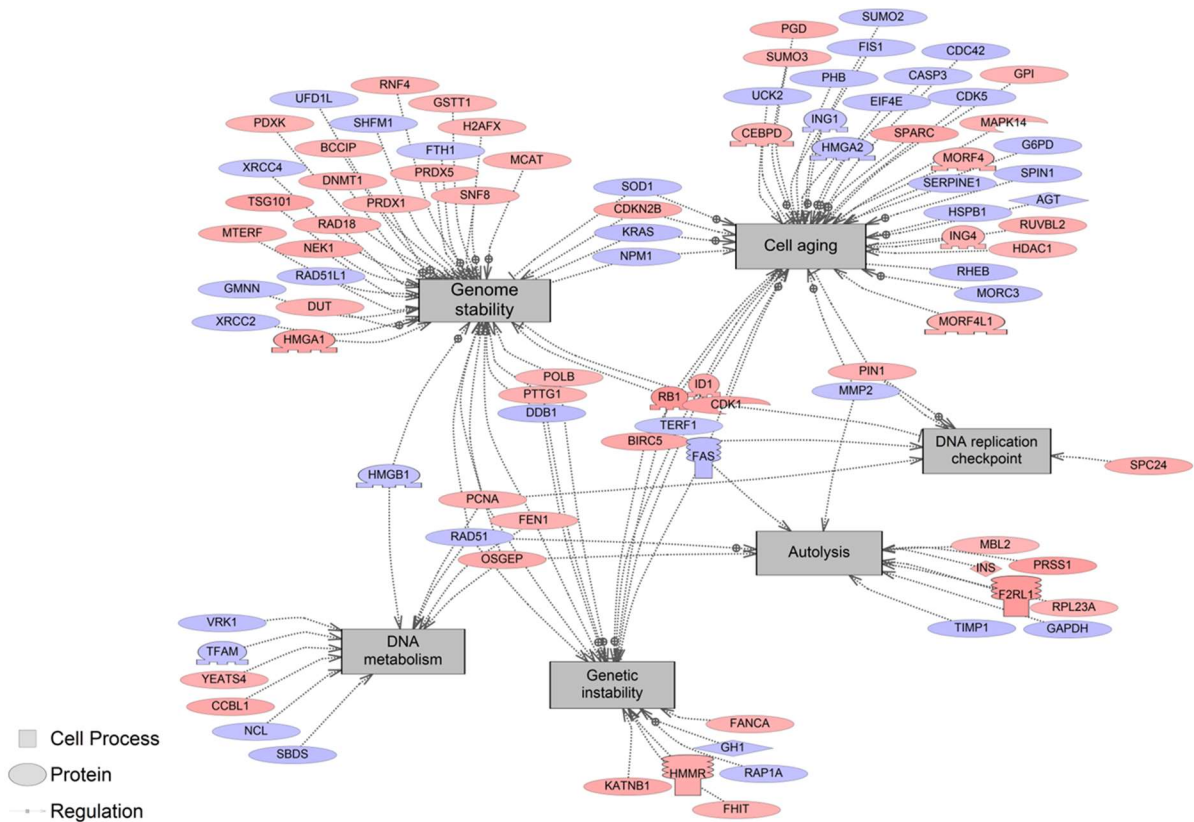 SUMO2
PGD
FIS1
SUMO3
CDC42
PHB
CASP3
GPI
UCK2
EIF4E
CDK5
ING1
CEBPD
SPARC
MAPK14
HMGA2
G6PD
MORF4
SPIN1
SERPINE1
AGT
HSPB1
RUVBL2
ING4
HDAC1
RHEB
MORC3
MORF4L1
Cell aging
RNF4
UFD1L
GSTT1
PDXK
SHFM1
H2AFX
BCCIP
FTH1
MCAT
XRCC4
PRDX5
DNMT1
SNF8
TSG101
PRDX1
RAD18
MTERF
NEK1
RAD51L1
GMNN
DUT
XRCC2
HMGA1
Genome
stability
SOD1
CDKN2B
KRAS
NPM1
POLB
PTTG1
DDB1
ID1
RB1
CDK1
TERF1
BIRC5
FAS
PIN1
MMP2
DNA replication
checkpoint
SPC24
HMGB1
PCNA
FEN1
RAD51
OSGEP
Autolysis
MBL2
INS
PRSS1
F2RL1
RPL23A
TIMP1
GAPDH
VRK1
TFAM
YEATS4
CCBL1
NCL
SBDS
DNA
metabolism
Genetic
instability
FANCA
GH1
HMMR
RAP1A
KATNB1
FHIT
Cell Process
Protein
Regulation